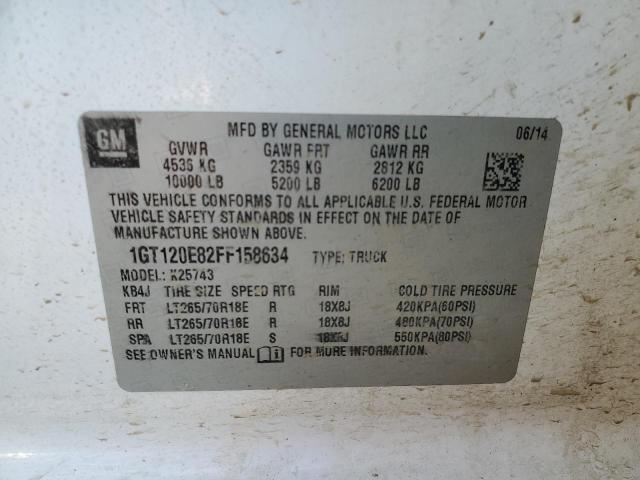 GM
MFD BY GENERAL MOTORS LLC 06/14
GVWR GAWR FRT GAWR RR
4536 KG 2359 KG 2812 KG
10000 LB 5200 LB 6200 LB
THIS VEHICLE CONFORMS TO ALL APPLICABLE U.S. FEDERAL MOTOR
VEHICLE SAFETY STANDARDS IN EFFECT ON THE DATE OF
MANUFACTURE SHOWN ABOVE.
1GT120E82FF158634 TYPE: TRUCK
MODEL: K25743
KB4J TIRE SIZE SPEED RTG RIM COLD TIRE PRESSURE
FRT LT265/70R18E R 18X8J 420KPA(60PSI)
RR LT265/70R18E R 18X8J 480KPA(70PSI)
SPA LT265/70R18E S 18X8J 550KPA(80PSI)
SEE OWNER'S MANUAL FOR MORE INFORMATION.